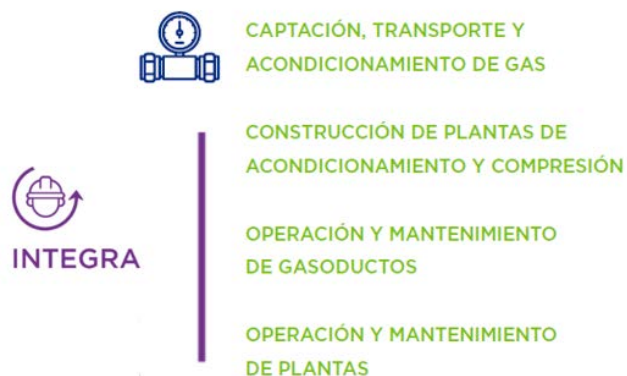 CAPTACIÓN, TRANSPORTE Y
ACONDICIONAMIENTO DE GAS
CONSTRUCCIÓN DE PLANTAS DE
ACONDICIONAMIENTO Y COMPRESIÓN
INTEGRA
OPERACIÓN Y MANTENIMIENTO
DE GASODUCTOS
OPERACIÓN Y MANTENIMIENTO
DE PLANTAS